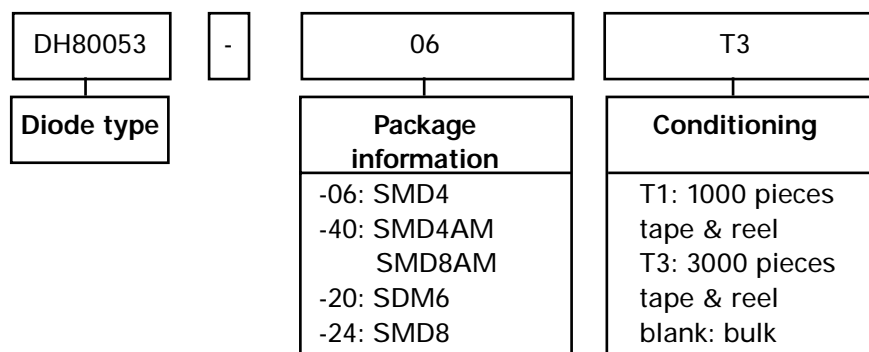 DH80053 - 06 T3
Diode type
Package
information
-06: SMD4
-40: SMD4AM
SMD8AM
-20: SDM6
-24: SMD8
Conditioning
T1: 1000 pieces
tape & reel
T3: 3000 pieces
tape & reel
blank: bulk